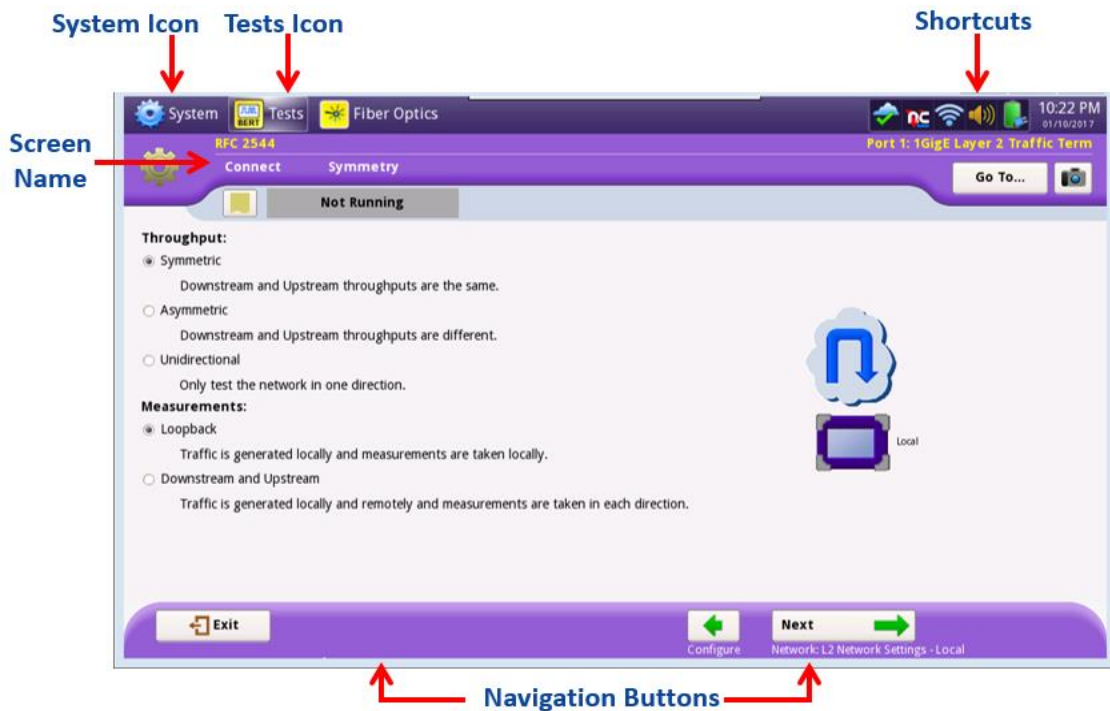 System Icon Tests Icon Shortcuts
System BERT Tests Fiber Optics nc 10:22 PM
01/10/2017
Screen Name
RFC 2544 Port 1: 1GigE Layer 2 Traffic Term
Connect Symmetry
Go To...
Not Running
Throughput:
Symmetric
Downstream and Upstream throughputs are the same.
Asymmetric
Downstream and Upstream throughputs are different.
Unidirectional
Only test the network in one direction.
Measurements:
Loopback
Traffic is generated locally and measurements are taken locally.
Local
Downstream and Upstream
Traffic is generated locally and remotely and measurements are taken in each direction.
Exit Next
Configure Network: L2 Network Settings - Local
Navigation Buttons